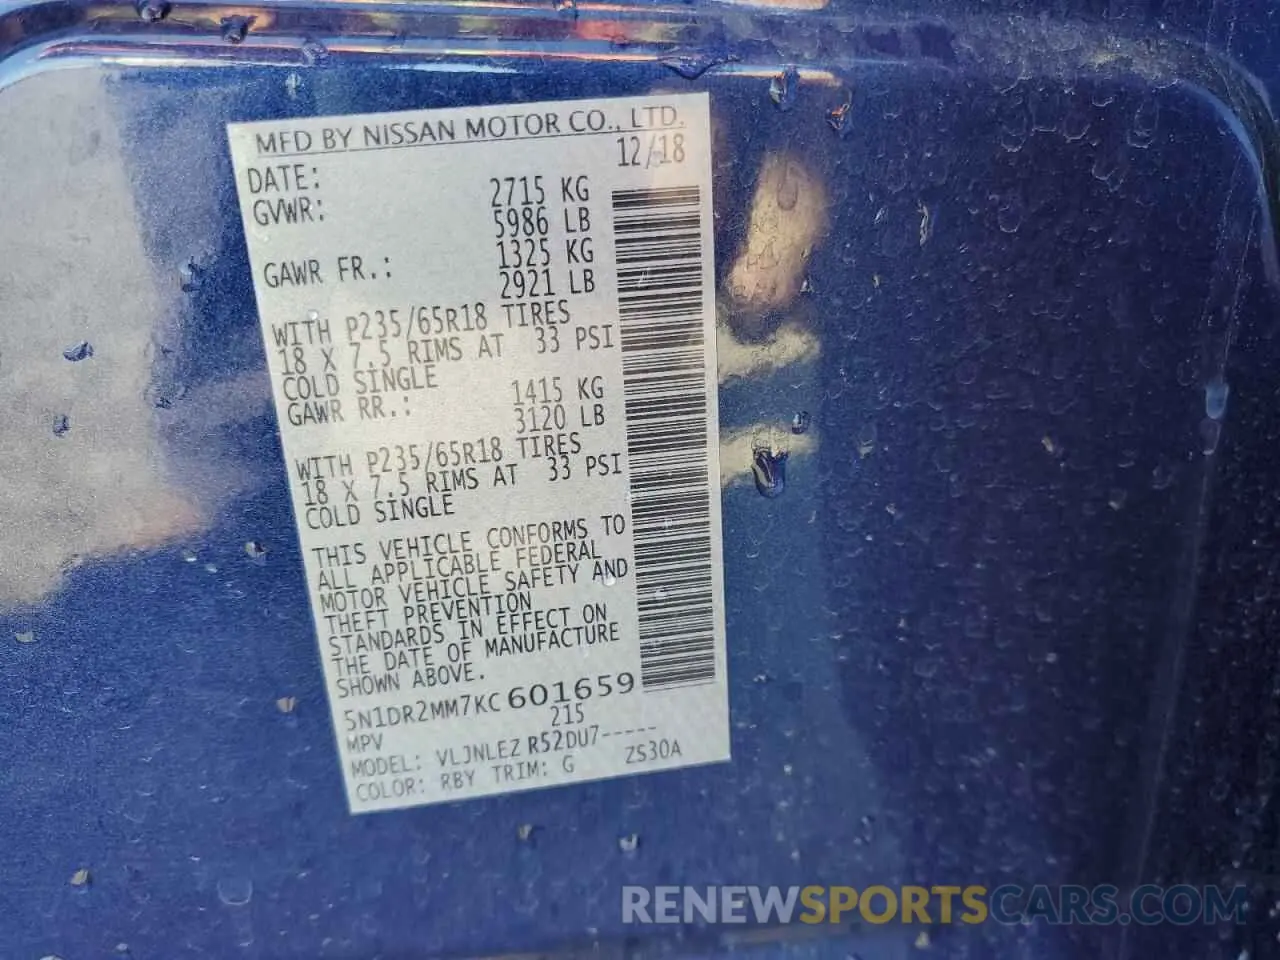 MFD BY NISSAN MOTOR CO., LTD.
DATE: 12/18
GVWR: 2715 KG
5986 LB
GAWR FR.: 1325 KG
2921 LB
WITH P235/65R18 TIRES
18 X 7.5 RIMS AT 33 PSI
COLD SINGLE
GAWR RR.: 1415 KG
3120 LB
WITH P235/65R18 TIRES
18 X 7.5 RIMS AT 33 PSI
COLD SINGLE
THIS VEHICLE CONFORMS TO
ALL APPLICABLE FEDERAL
MOTOR VEHICLE SAFETY AND
THEFT PREVENTION
STANDARDS IN EFFECT ON
THE DATE OF MANUFACTURE
SHOWN ABOVE.
5N1DR2MM7KC601659
MPV 215
MODEL: VLJNLEZ R52DU7-----
COLOR: RBY TRIM: G ZS30A
RENEWSPORTSCARS.COM